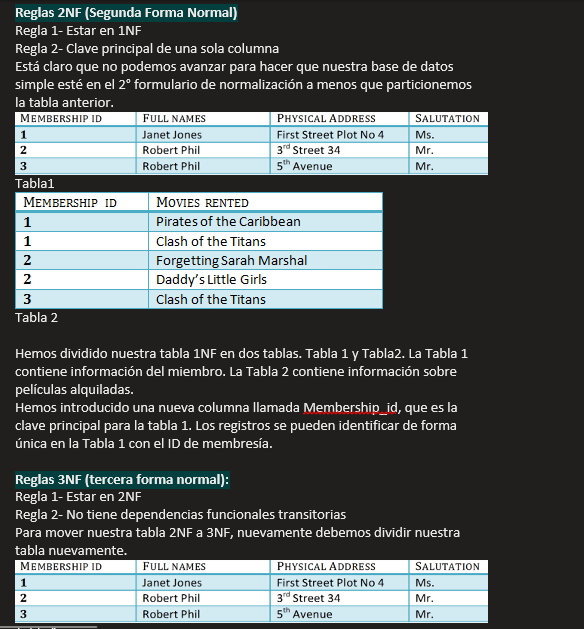 Reglas 2NF (Segunda Forma Normal)
Regla 1- Estar en 1NF
Regla 2- Clave principal de una sola columna
Está claro que no podemos avanzar para hacer que nuestra base de datos
simple esté en el 2° formulario de normalización a menos que particionemos
la tabla anterior.
MEMBERSHIP ID FULL NAMES PHYSICAL ADDRESS SALUTATION
1 Janet Jones First Street Plot No 4 Ms.
2 Robert Phil 3rd Street 34 Mr.
3 Robert Phil 5th Avenue Mr.
Tabla1
MEMBERSHIP ID MOVIES RENTED
1 Pirates of the Caribbean
1 Clash of the Titans
2 Forgetting Sarah Marshal
2 Daddy's Little Girls
3 Clash of the Titans
Tabla 2
Hemos dividido nuestra tabla 1NF en dos tablas. Tabla 1 y Tabla2. La Tabla 1
contiene información del miembro. La Tabla 2 contiene información sobre
películas alquiladas.
Hemos introducido una nueva columna llamada Membership_id, que es la
clave principal para la tabla 1. Los registros se pueden identificar de forma
única en la Tabla 1 con el ID de membresía.
Reglas 3NF (tercera forma normal):
Regla 1- Estar en 2NF
Regla 2- No tiene dependencias funcionales transitorias
Para mover nuestra tabla 2NF a 3NF, nuevamente debemos dividir nuestra
tabla nuevamente.
MEMBERSHIP ID FULL NAMES PHYSICAL ADDRESS SALUTATION
1 Janet Jones First Street Plot No 4 Ms.
2 Robert Phil 3rd Street 34 Mr.
3 Robert Phil 5th Avenue Mr.